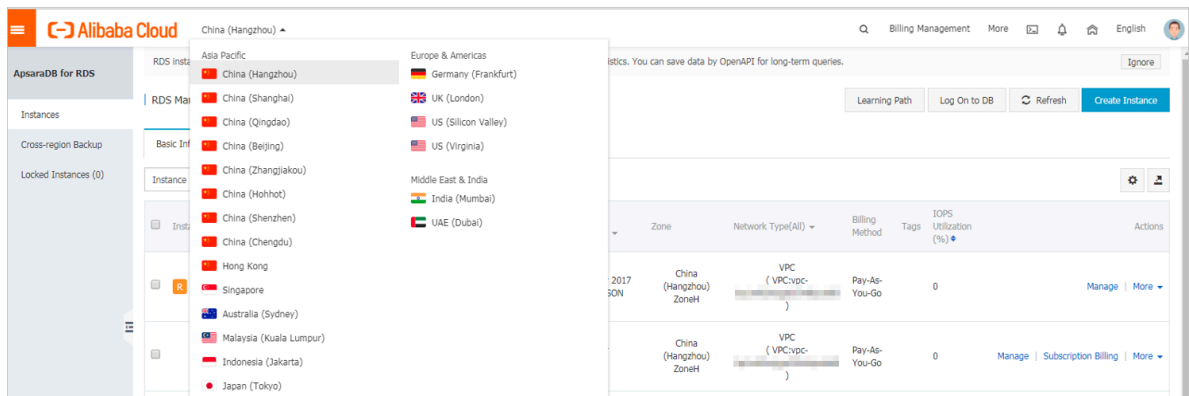 Alibaba Cloud
China (Hangzhou)
Billing Management
More
English
ApsaraDB for RDS
Instances
Cross-region Backup
Locked Instances (0)
RDS
istics. You can save data by OpenAPI for long-term queries.
Ignore
RDS
Learning Path
Log On to DB
Refresh
Create Instance
Basic
Instance
Asia Pacific
China (Hangzhou)
China (Shanghai)
China (Qingdao)
China (Beijing)
China (Zhangjiakou)
China (Hohhot)
China (Shenzhen)
China (Chengdu)
Hong Kong
Singapore
Australia (Sydney)
Malaysia (Kuala Lumpur)
Indonesia (Jakarta)
Japan (Tokyo)
Europe & Americas
Germany (Frankfurt)
UK (London)
US (Silicon Valley)
US (Virginia)
Middle East & India
India (Mumbai)
UAE (Dubai)
Zone
Network Type(All)
Billing
Method
Tags
IOPS
Utilization
(%)
Actions
R
2017
SON
China
(Hangzhou)
ZoneH
VPC
( VPC:vpc-
)
Pay-As-
You-Go
0
Manage | More
China
(Hangzhou)
ZoneH
VPC
( VPC:vpc-
)
Pay-As-
You-Go
0
Manage | Subscription Billing | More